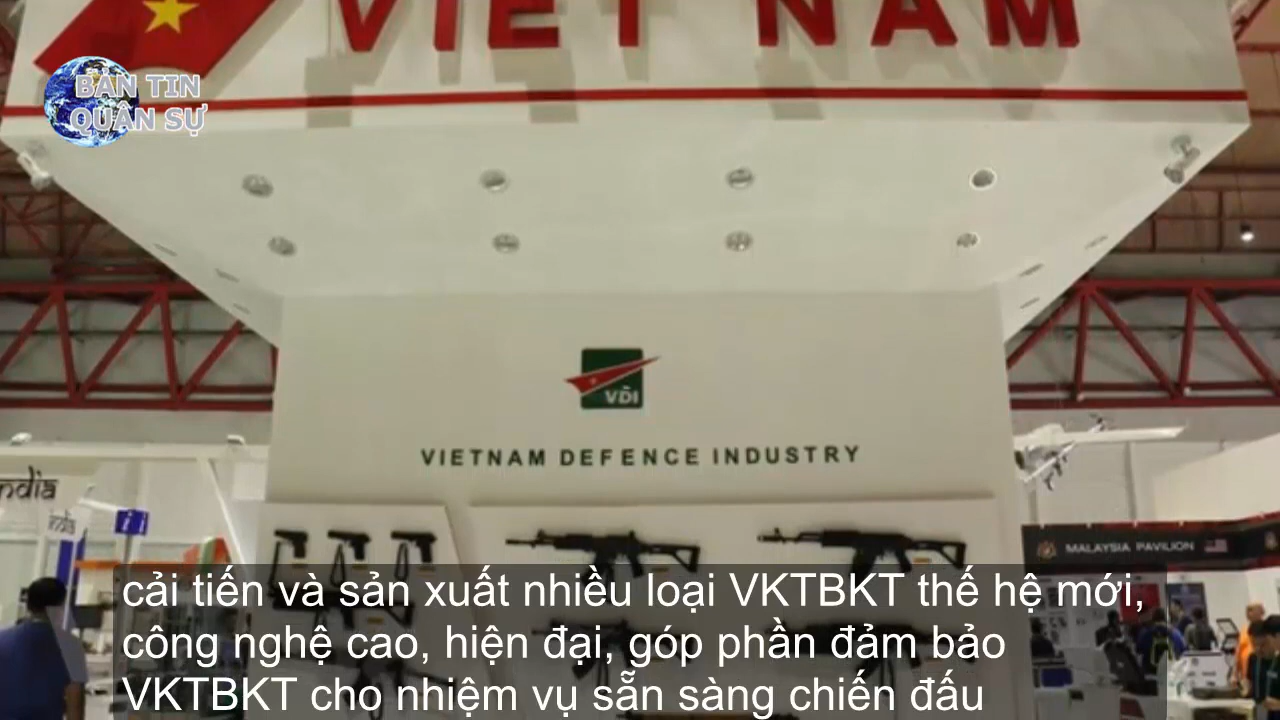 VIỆT NAM
BẢN TIN
QUÂN SỰ
VDI
VIETNAM DEFENCE INDUSTRY
ndia
india
MALAYSIA PAVILION
cải tiến và sản xuất nhiều loại VKTBKT thế hệ mới,
công nghệ cao, hiện đại, góp phần đảm bảo
VKTBKT cho nhiệm vụ sẵn sàng chiến đấu